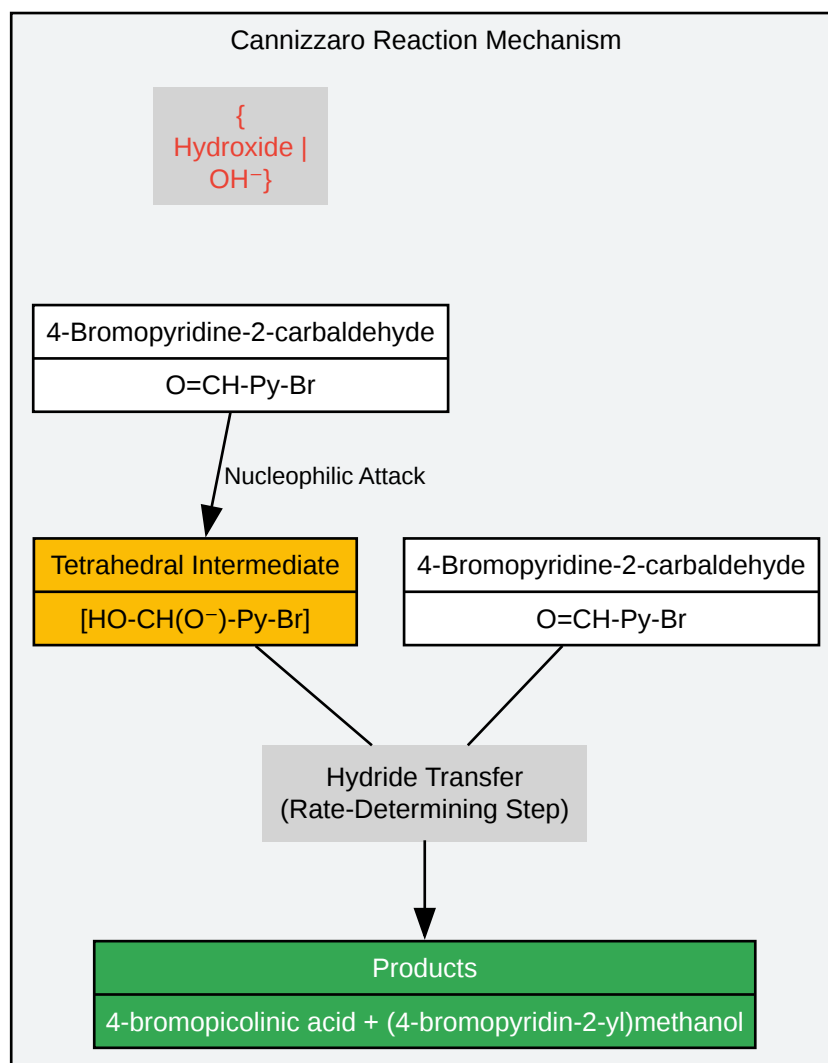 Cannizzaro Reaction Mechanism
{
Hydroxide |
OH⁻}
4-Bromopyridine-2-carbaldehyde
O=CH-Py-Br
Nucleophilic Attack
Tetrahedral Intermediate
[HO-CH(O⁻)-Py-Br]
4-Bromopyridine-2-carbaldehyde
O=CH-Py-Br
Hydride Transfer
(Rate-Determining Step)
Products
4-bromopicolinic acid + (4-bromopyridin-2-yl)methanol